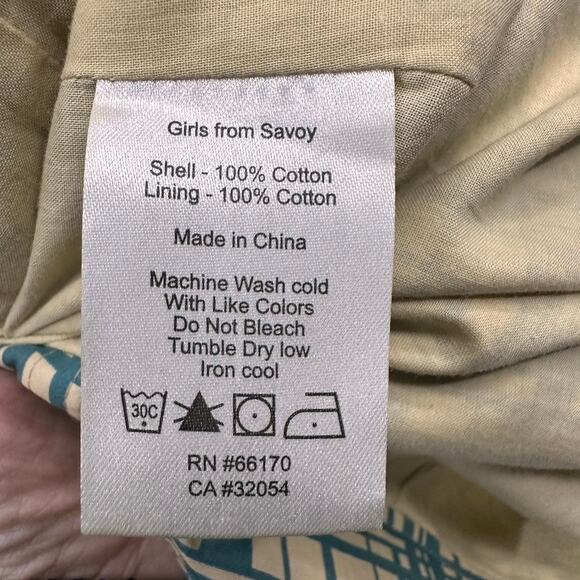 Girls from Savoy
Shell - 100% Cotton
Lining - 100% Cotton
Made in China
Machine Wash cold
With Like Colors
Do Not Bleach
Tumble Dry low
Iron cool
30C
RN #66170
CA #32054